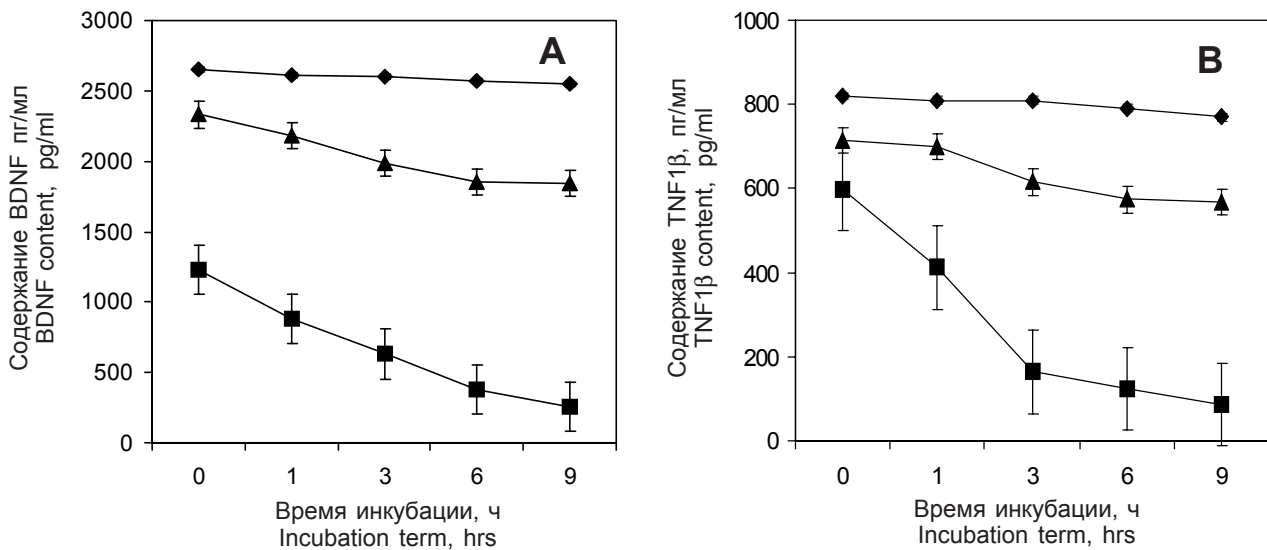 Содержание BDNF пг/мл
BDNF content, pg/ml
3000
2500
2000
1500
1000
500
0
A
0 1 3 6 9
Время инкубации, ч
Incubation term, hrs
Содержание TNF1β, пг/мл
TNF1β content, pg/ml
1000
800
600
400
200
0
B
0 1 3 6 9
Время инкубации, ч
Incubation term, hrs